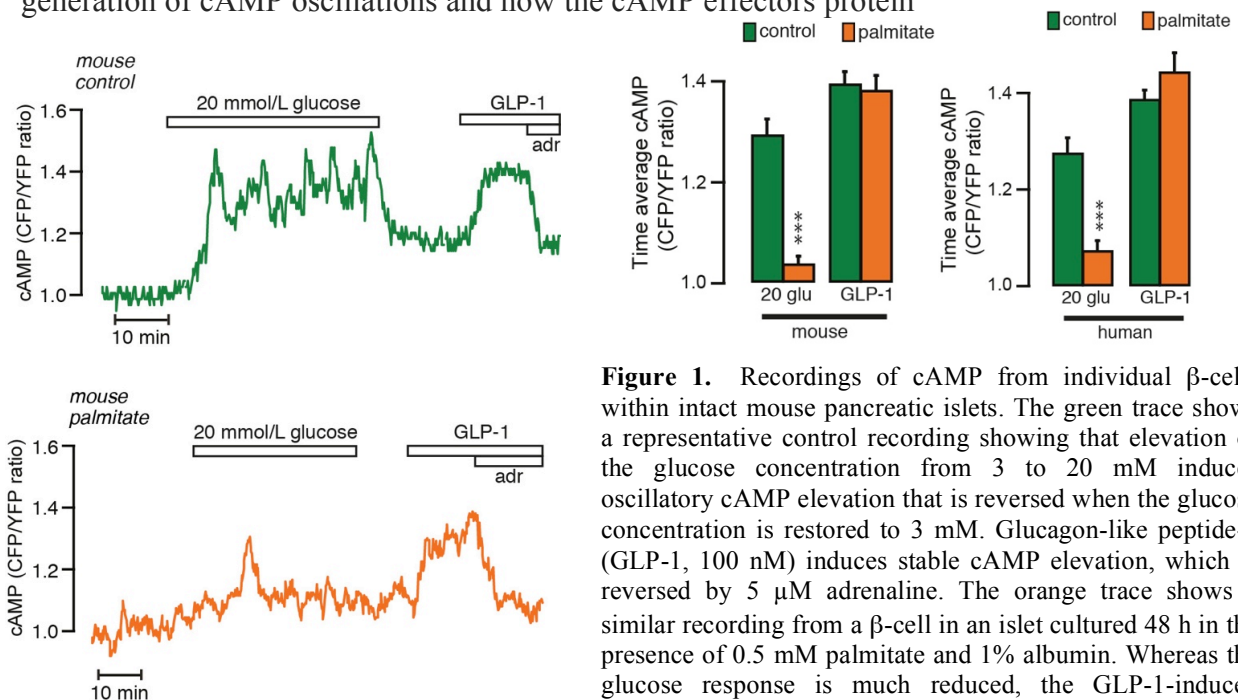 generation of cAMP oscillations and how the cAMP effectors protein
mouse
control
cAMP (CFP/YFP ratio)
1.6
1.4
1.2
1.0
20 mmol/L glucose
GLP-1
adr
10 min
mouse
palmitate
cAMP (CFP/YFP ratio)
1.6
1.4
1.2
1.0
20 mmol/L glucose
GLP-1
adr
10 min
control palmitate
Time average cAMP
(CFP/YFP ratio)
1.4
1.2
1.0
***
20 glu GLP-1
mouse
control palmitate
Time average cAMP
(CFP/YFP ratio)
1.4
1.2
1.0
***
20 glu GLP-1
human
Figure 1. Recordings of cAMP from individual β-cell
within intact mouse pancreatic islets. The green trace show
a representative control recording showing that elevation
the glucose concentration from 3 to 20 mM induce
oscillatory cAMP elevation that is reversed when the glucos
concentration is restored to 3 mM. Glucagon-like peptide-
(GLP-1, 100 nM) induces stable cAMP elevation, which
reversed by 5 µM adrenaline. The orange trace shows
similar recording from a β-cell in an islet cultured 48 h in th
presence of 0.5 mM palmitate and 1% albumin. Whereas th
glucose response is much reduced, the GLP-1-induce